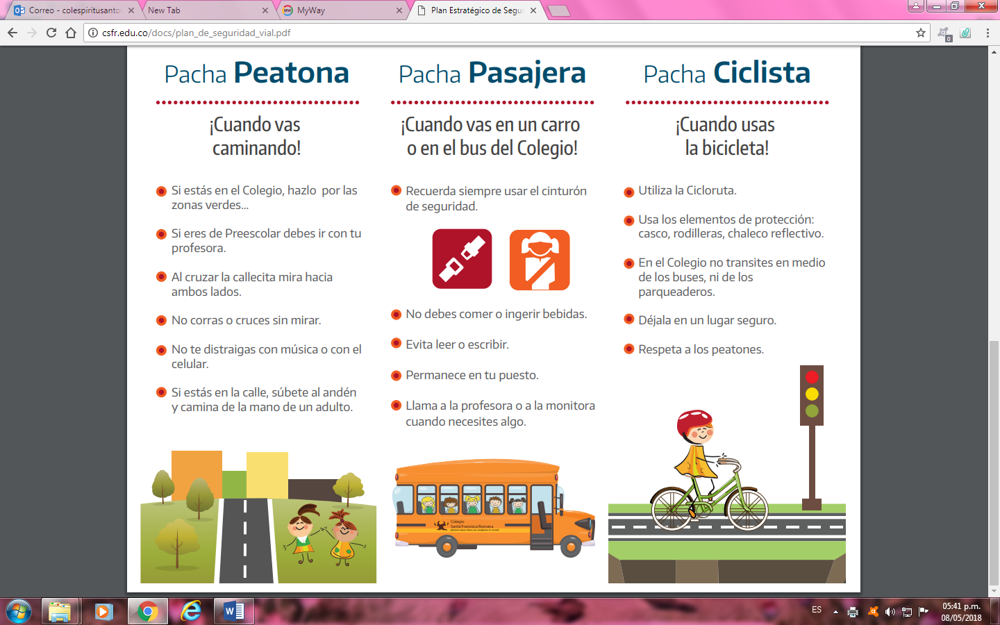 Correo - colespiritusanto
New Tab
MyWay
Plan Estratégico de Segur
csfr.edu.co/docs/plan_de_seguridad_vial.pdf
0
Pacha Peatona
¡Cuando vas
caminando!
Si estás en el Colegio, hazlo por las
zonas verdes...
Si eres de Preescolar debes ir con tu
profesora.
Al cruzar la callecita mira hacia
ambos lados.
No corras o cruces sin mirar.
No te distraigas con música o con el
celular.
Si estás en la calle, súbete al andén
y camina de la mano de un adulto.
Pacha Pasajera
¡Cuando vas en un carro
o en el bus del Colegio!
Recuerda siempre usar el cinturón
de seguridad.
No debes comer o ingerir bebidas.
Evita leer o escribir.
Permanece en tu puesto.
Llama a la profesora o a la monitora
cuando necesites algo.
Colegio
Santa Francisca Romana
Pacha Ciclista
¡Cuando usas
la bicicleta!
Utiliza la Cicloruta.
Usa los elementos de protección:
casco, rodilleras, chaleco reflectivo.
En el Colegio no transites en medio
de los buses, ni de los
parqueaderos.
Déjala en un lugar seguro.
Respeta a los peatones.
ES
05:41 p.m.
08/05/2018